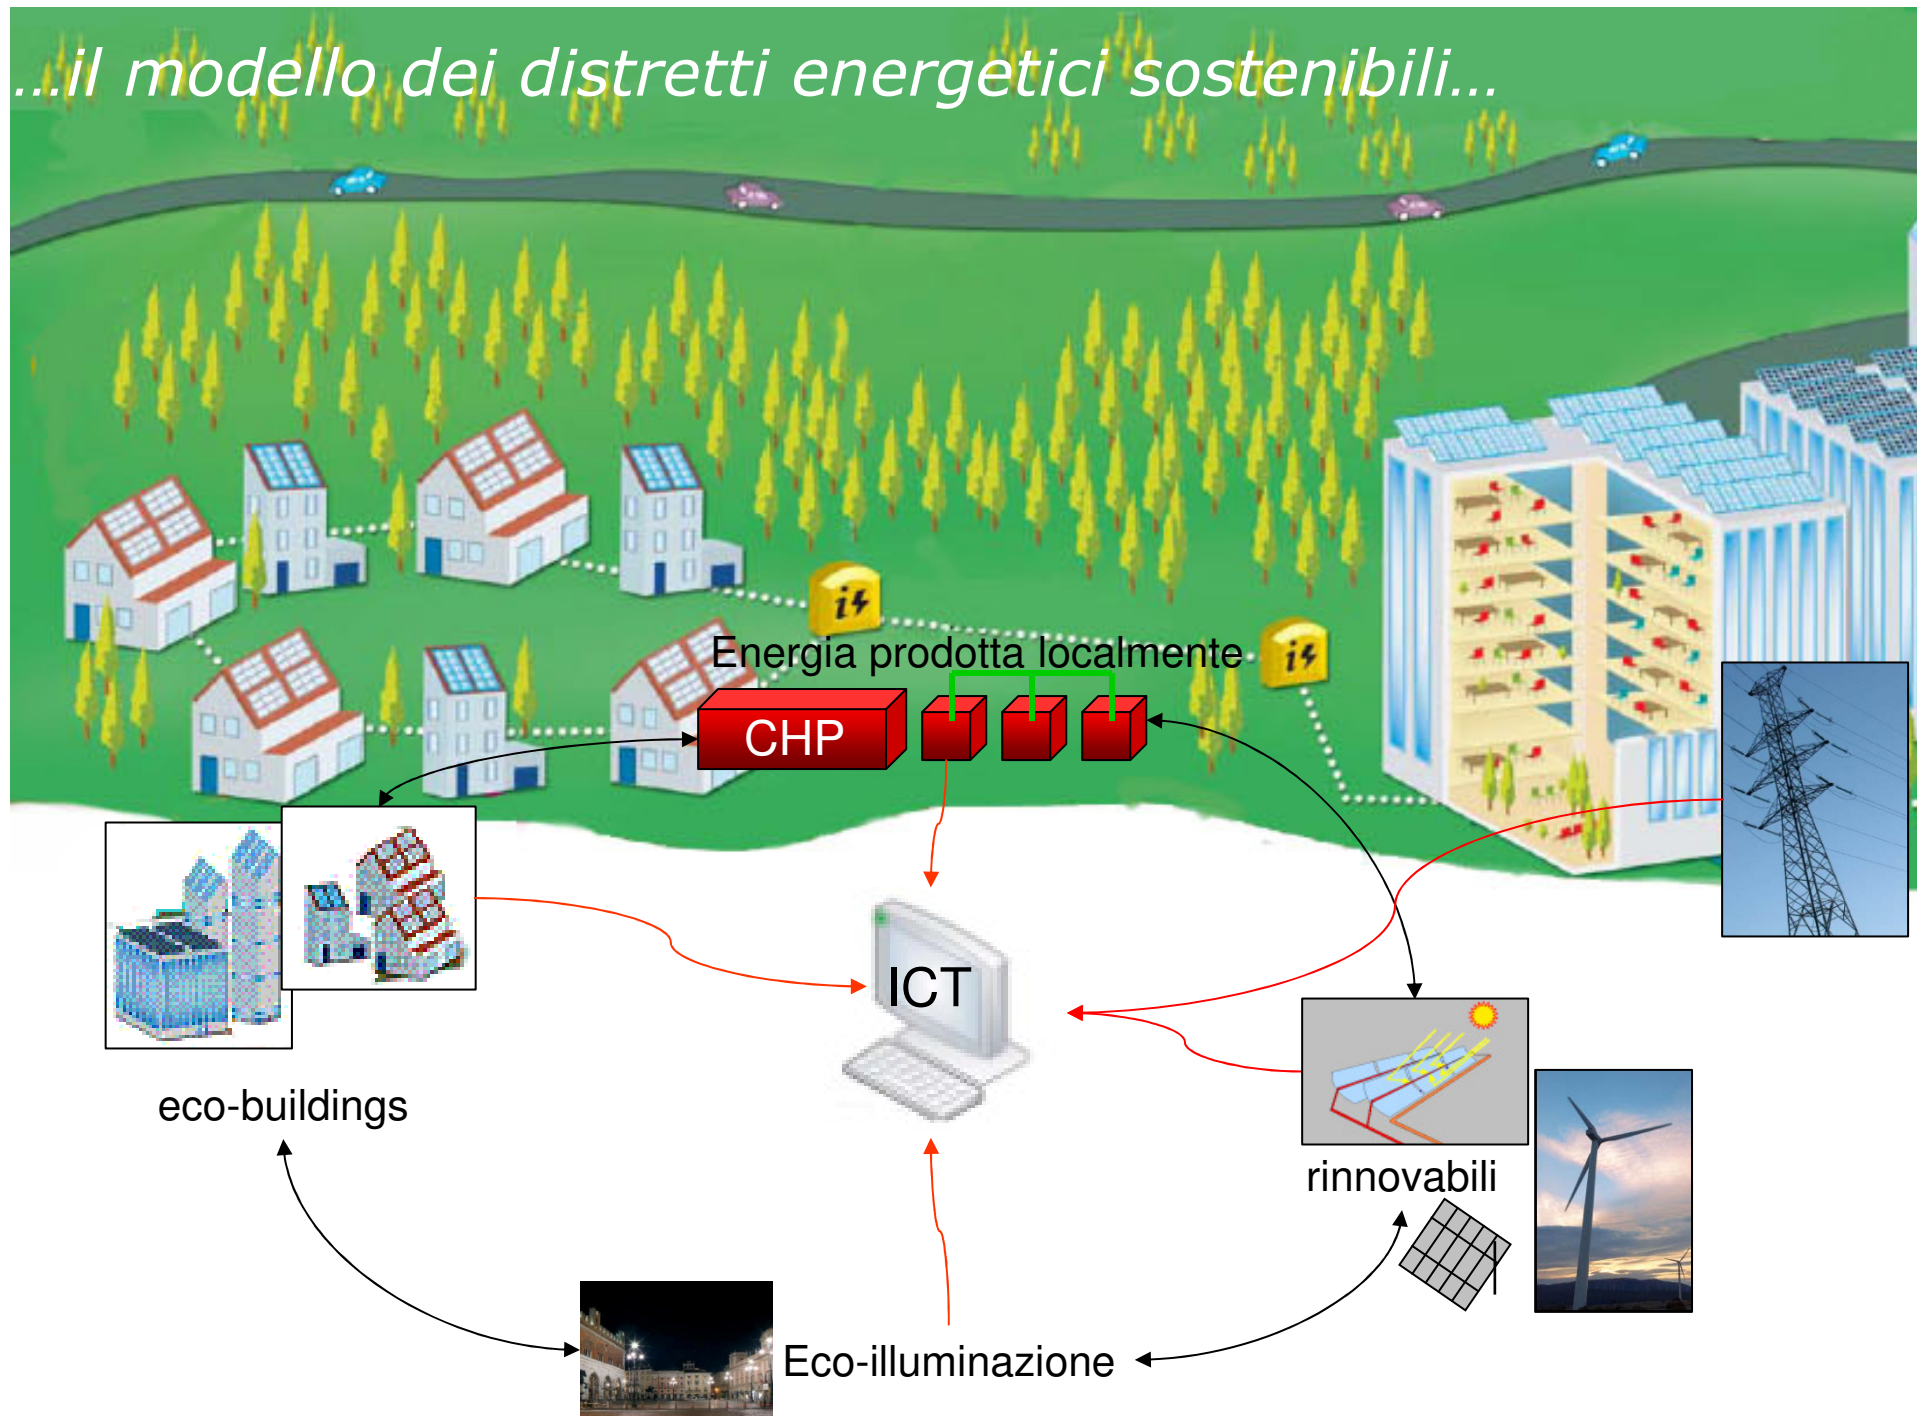 ...il modello dei distretti energetici sostenibili...
i
i
Energia prodotta localmente
CHP
ICT
eco-buildings
rinnovabili
Eco-illuminazione